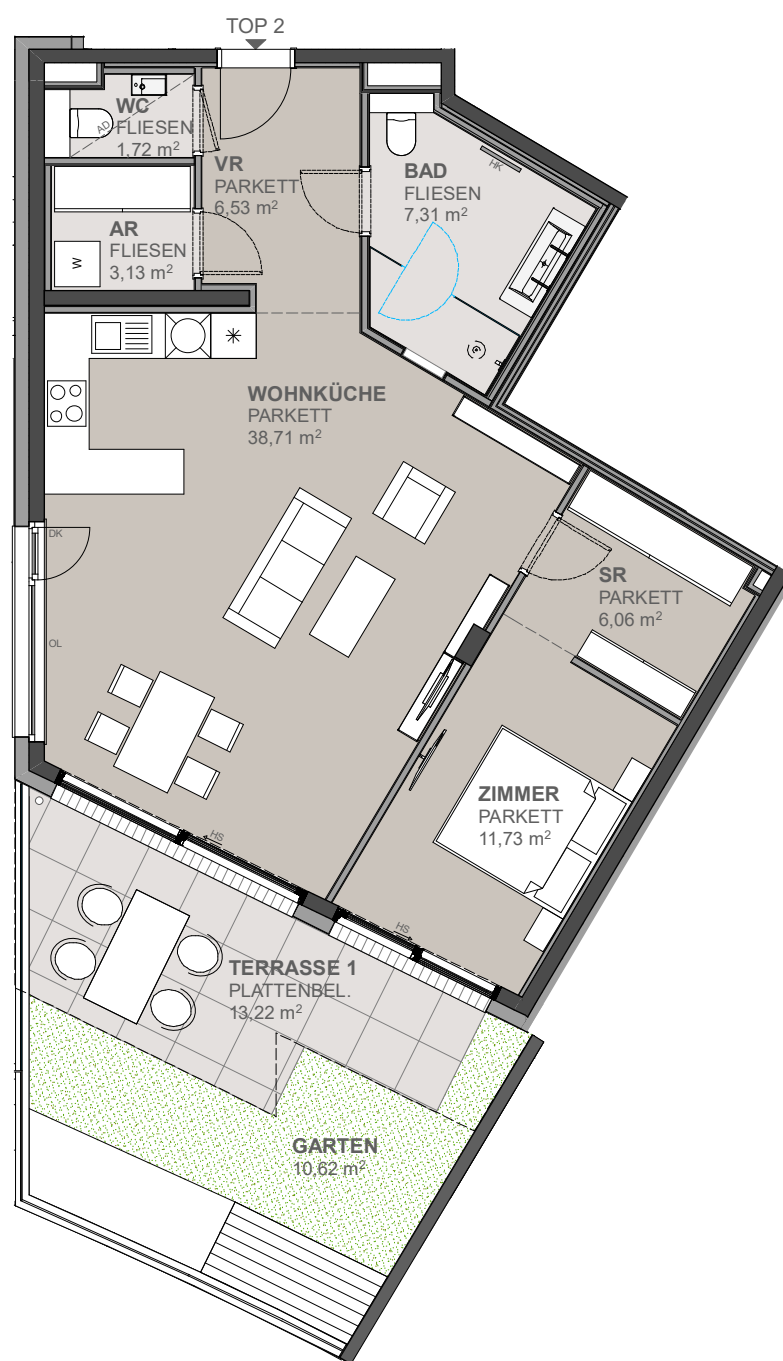 TOP 2
WC
FLIESEN
1,72 m²
AD
VR
PARKETT
6,53 m²
BAD
FLIESEN
7,31 m²
HK
AR
FLIESEN
3,13 m²
W
WOHNKÜCHE
PARKETT
38,71 m²
DK
OL
SR
PARKETT
6,06 m²
ZIMMER
PARKETT
11,73 m²
HS
HS
TERRASSE 1
PLATTENBEL.
13,22 m²
GARTEN
10,62 m²